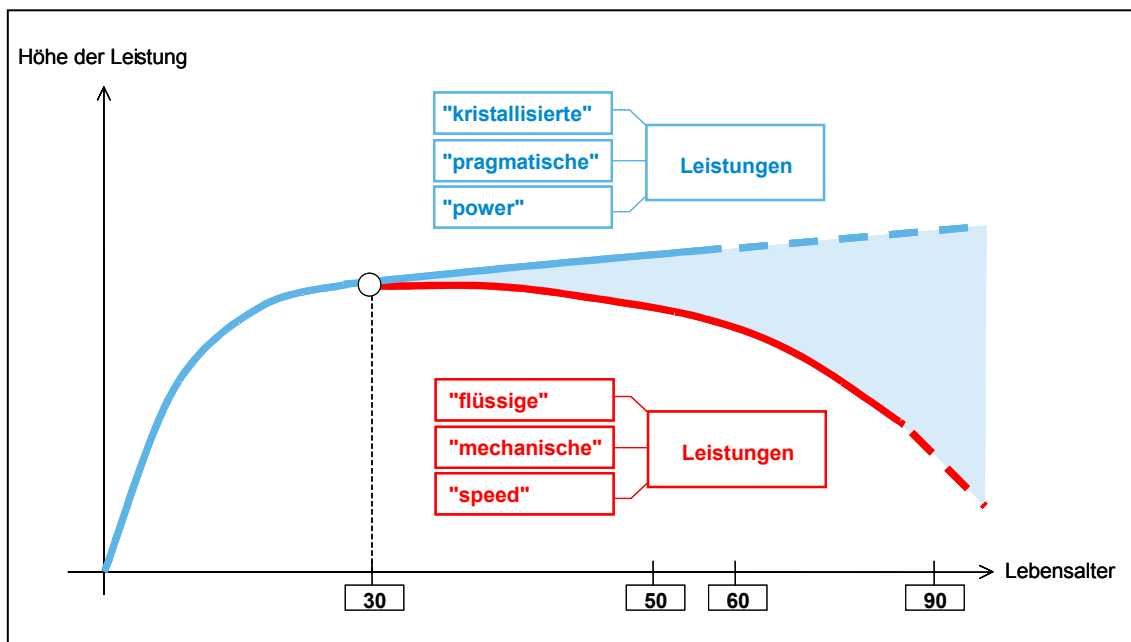 Höhe der Leistung
"kristallisierte"
"pragmatische"
Leistungen
"power"
"flüssige"
"mechanische"
Leistungen
"speed"
Lebensalter
30
50
60
90